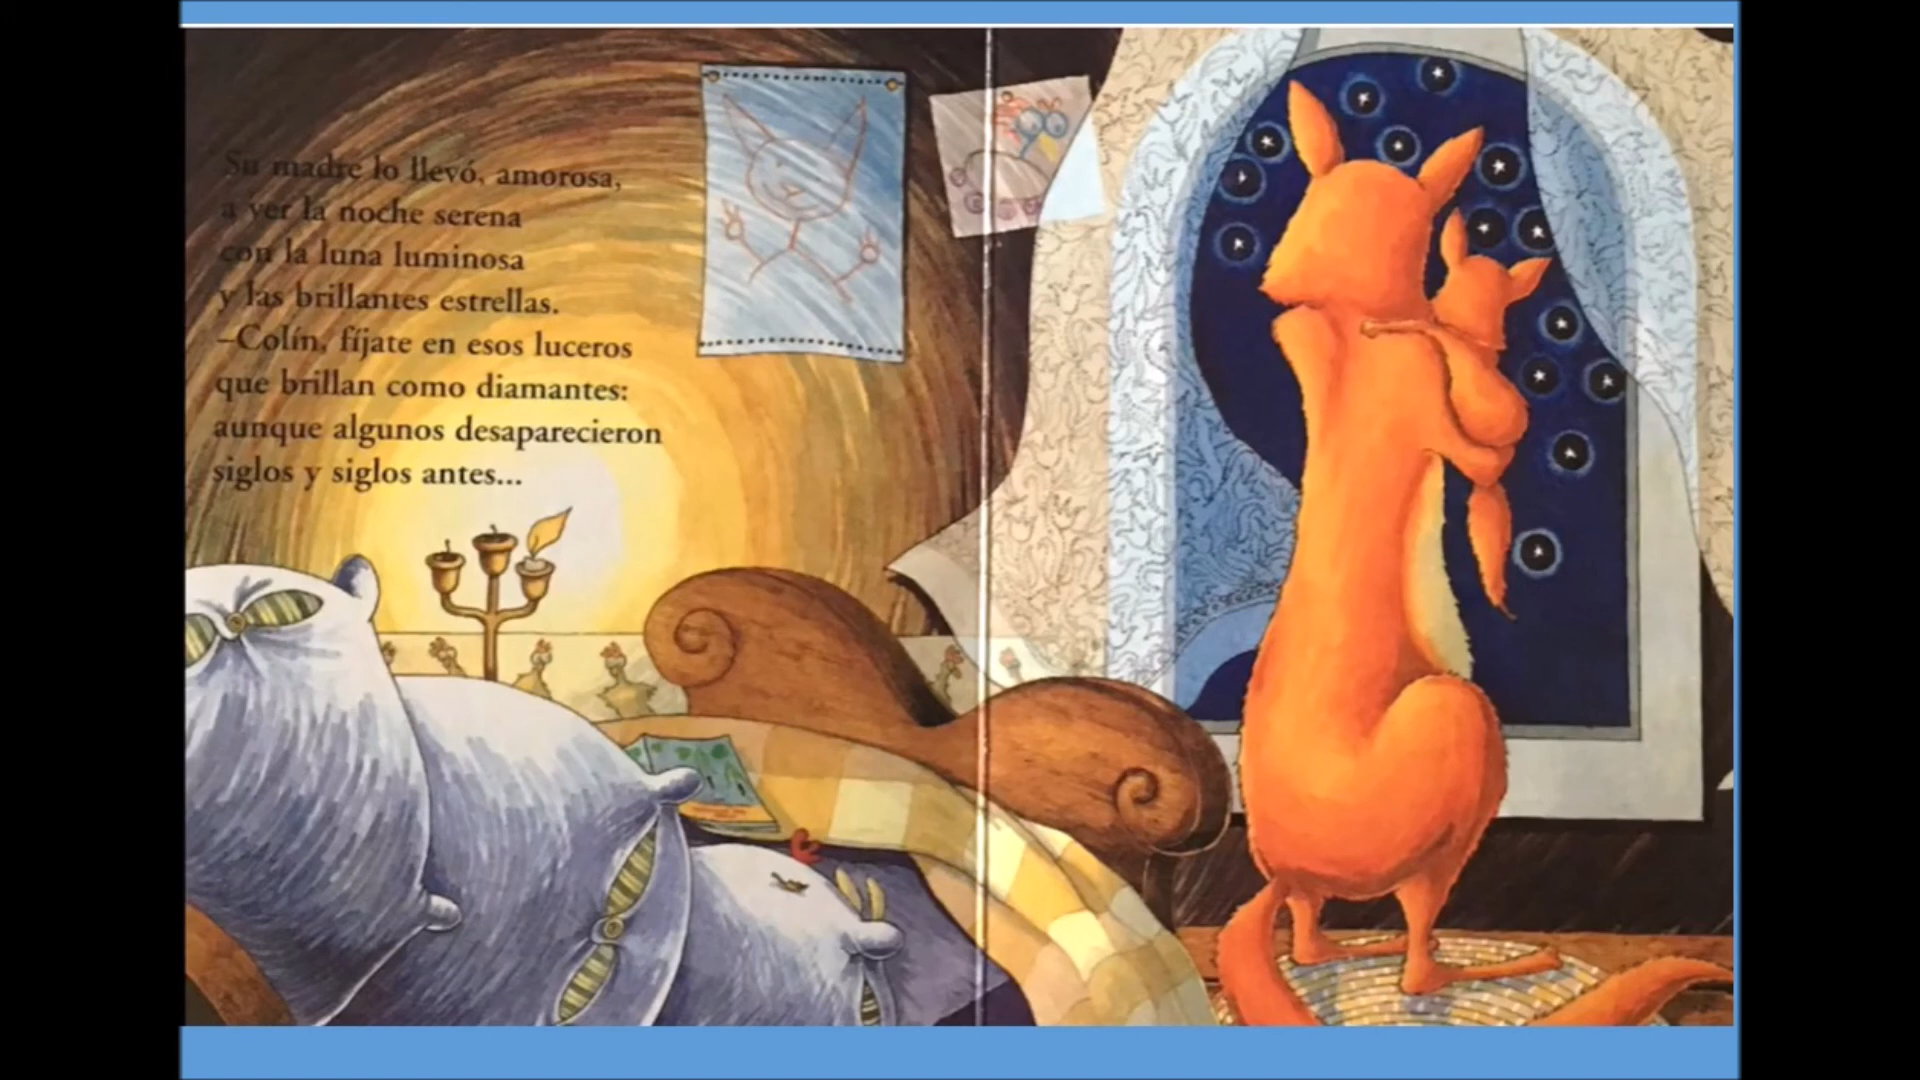 Su madre lo llevó, amorosa,
a ver la noche serena
con la luna luminosa
y las brillantes estrellas.
–Colín, fíjate en esos luceros
que brillan como diamantes:
aunque algunos desaparecieron
siglos y siglos antes...